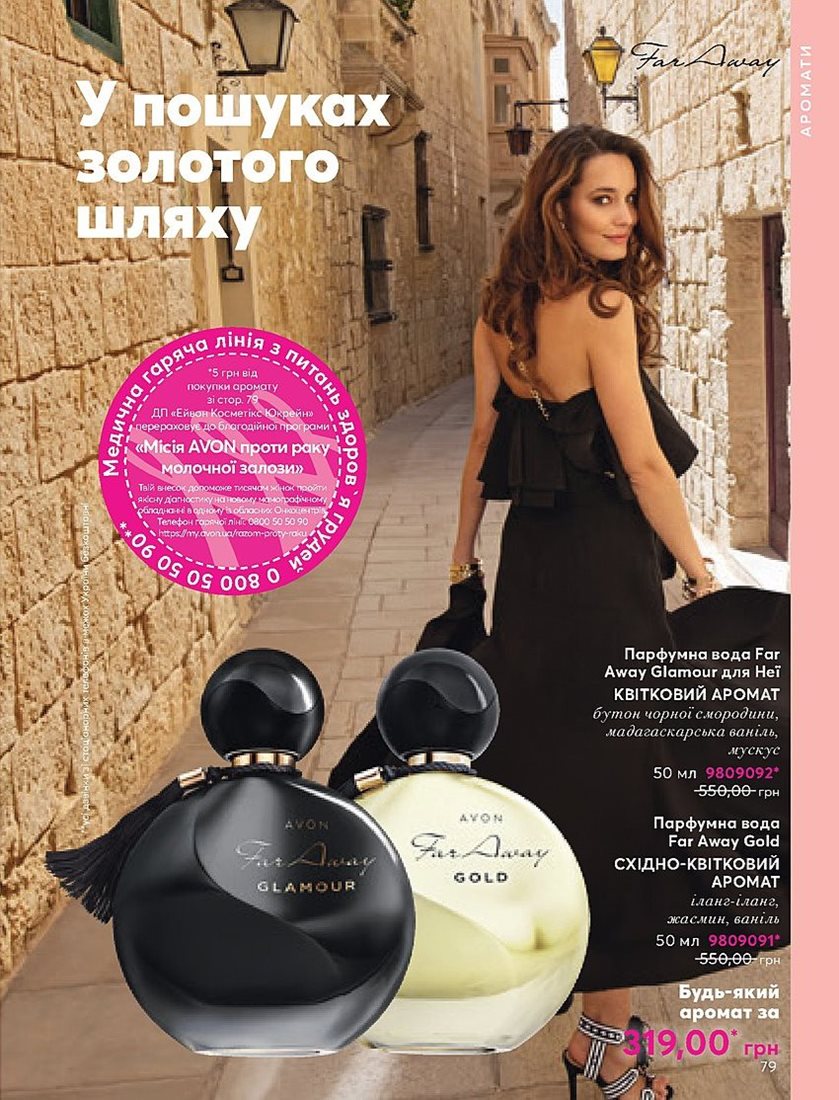 Far Away
АРОМАТИ
У пошуках
золотого
шляху
Медична гаряча лінія з питань здоров`я грудей 0 800 50 50 90**
*5 грн від
покупки аромату
зі стор. 79
ДП «Ейвон Косметікс Юкрейн»
перераховує до благодійної програми
«Місія AVON проти раку
молочної залози»
Твій внесок допоможе тисячам жінок пройти
якісну діагностику на новому мамографічному
обладнанні в одному із обласних Онкоцентрів
Телефон гарячої лінії: 0800 50 50 90
https://my.avon.ua/razom-proty-raku
AVON
Far Away
GLAMOUR
AVON
Far Away
GOLD
Парфумна вода Far
Away Glamour для Неї
КВІТКОВИЙ АРОМАТ
бутон чорної смородини,
мадагаскарська ваніль,
мускус
50 мл 9809092*
550,00 грн
Парфумна вода
Far Away Gold
СХІДНО-КВІТКОВИЙ
АРОМАТ
іланг-іланг,
жасмин, ваніль
50 мл 9809091*
550,00 грн
Будь-який
аромат за
319,00* грн
79